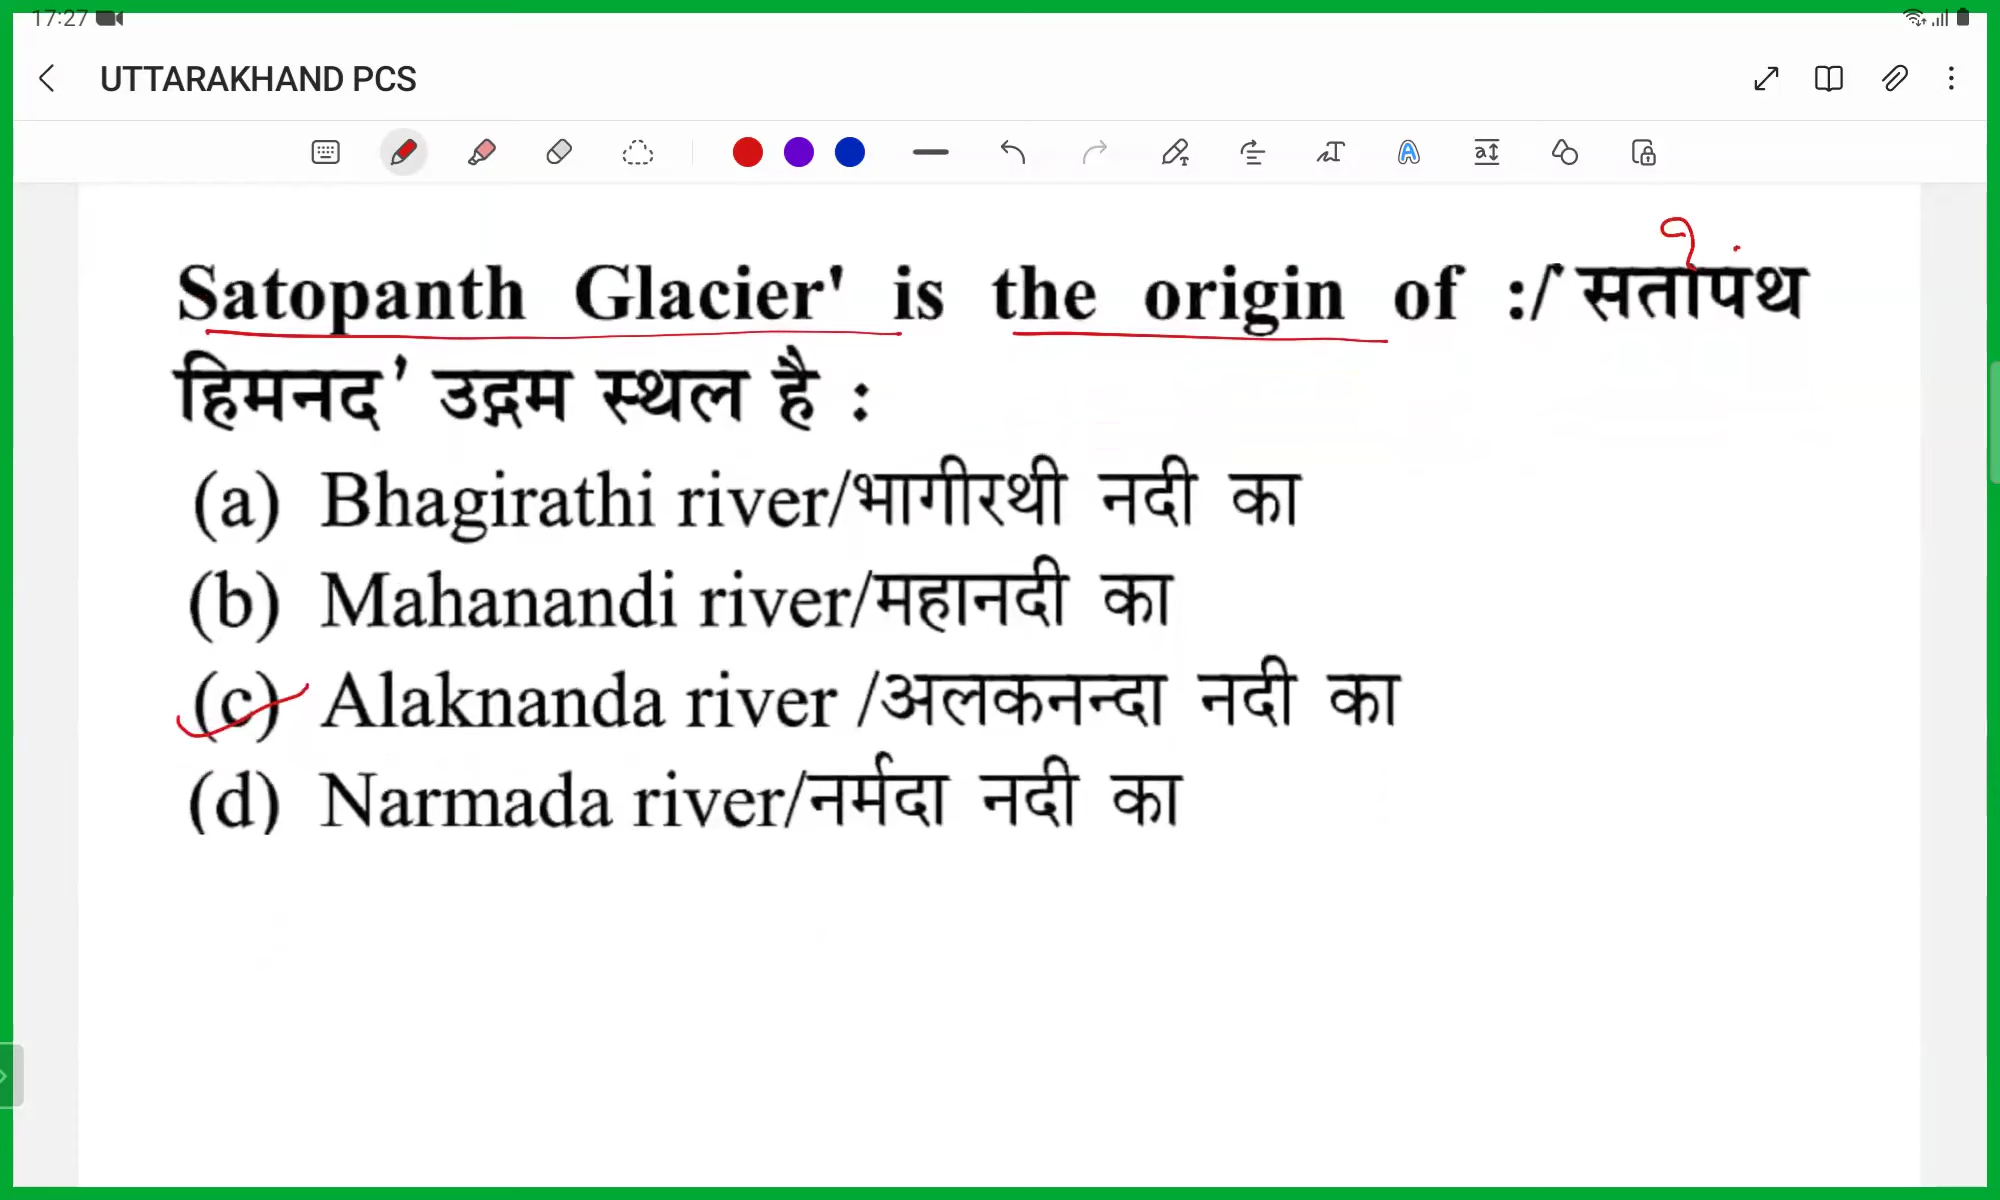 17:27
UTTARAKHAND PCS
Satopanth Glacier' is the origin of :/ 'सतोपंथ
हिमनद' उद्गम स्थल है :
(a) Bhagirathi river/भागीरथी नदी का
(b) Mahanandi river/महानदी का
(c) Alaknanda river /अलकनन्दा नदी का
(d) Narmada river/नर्मदा नदी का